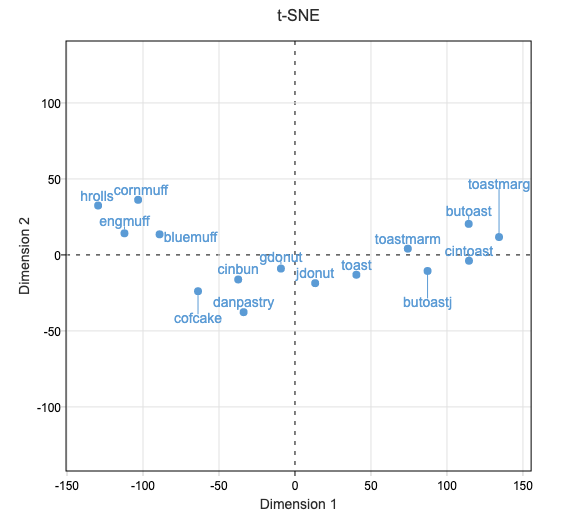 t-SNE
100
50
0
-50
-100
Dimension 2
toastmarg
hrolls
cornmuff
butoast
engmuff
bluemuff
toastmarm
cintoast
gdonut
cinbun
jdonut
toast
danpastry
butoastj
cofcake
-150
-100
-50
0
50
100
150
Dimension 1